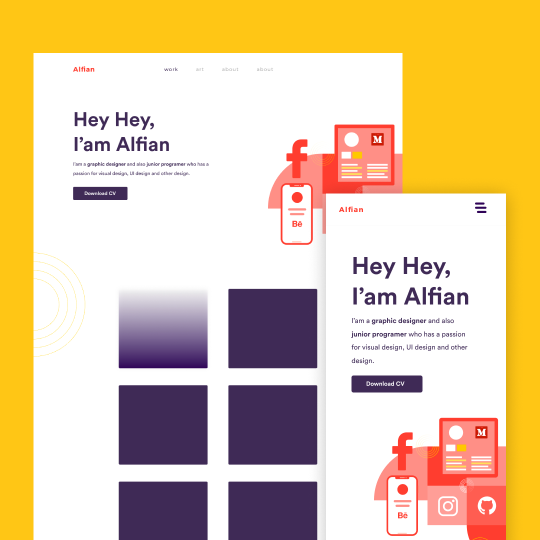 Alfian
work art about about
Hey Hey,
I'am Alfian
I'am a graphic designer and also junior programer who has a
passion for visual design, UI design and other design.
Download CV
M
Bē
Alfian
Hey Hey,
I'am Alfian
I'am a graphic designer and also
junior programer who has a passion
for visual design, UI design and other
design.
Download CV
M
Bē